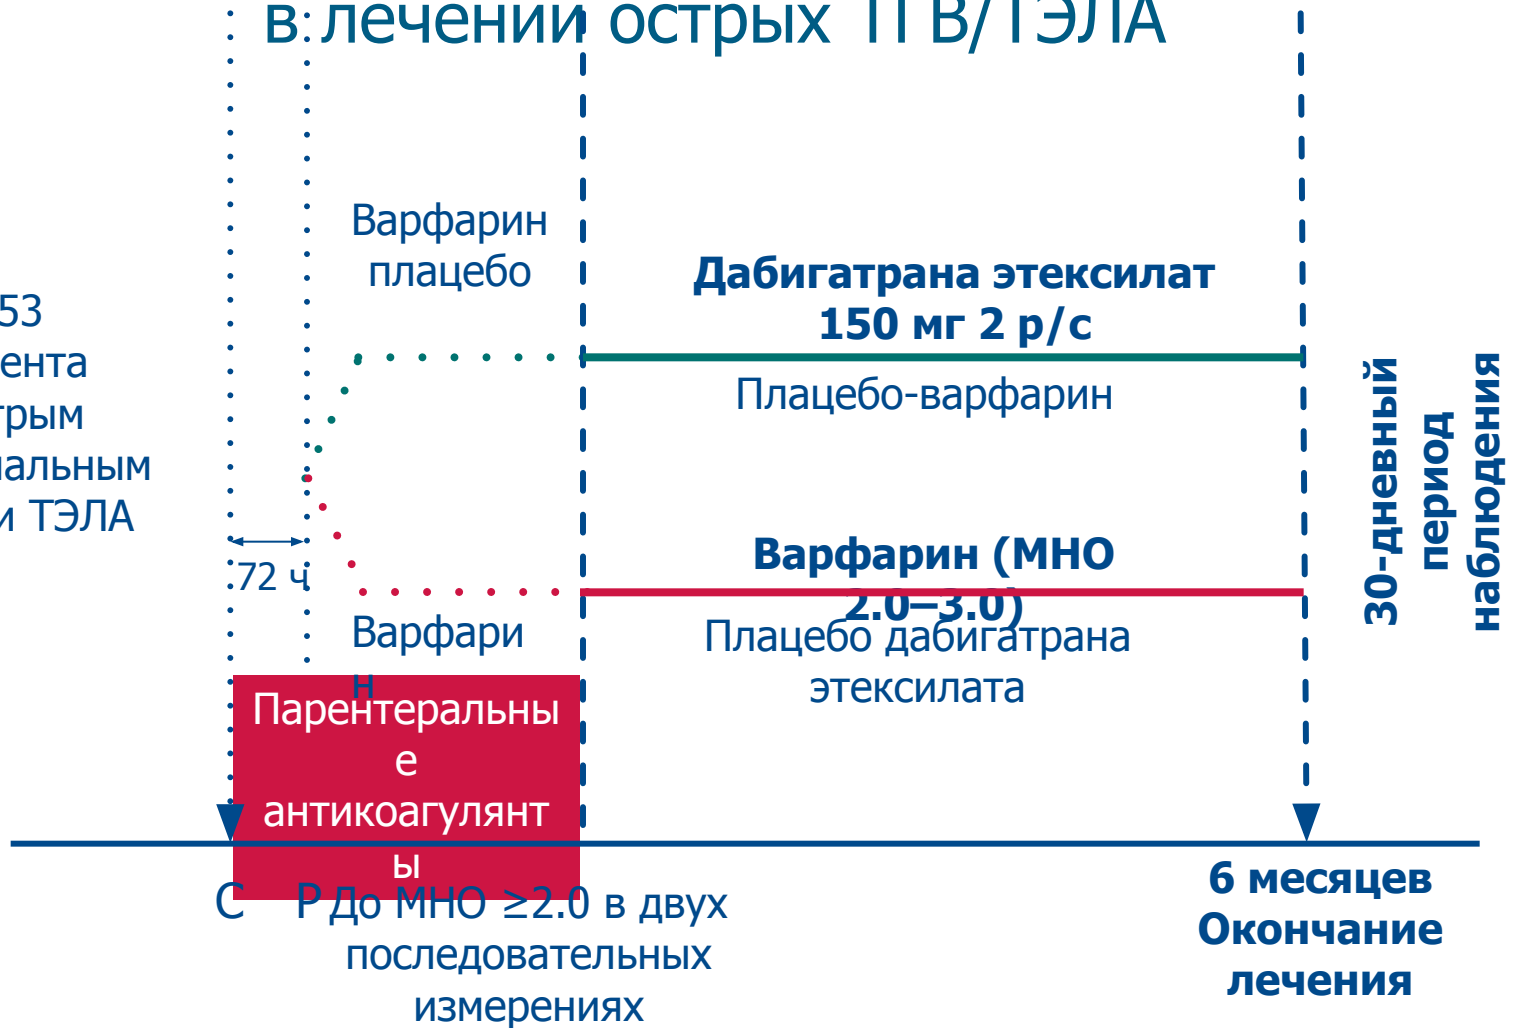 в лечении острых ТГВ/ТЭЛА
Варфарин
плацебо
Дабигатрана этексилат
150 мг 2 р/с
Плацебо-варфарин
53
ента
трым
альным
и ТЭЛА
72 ч
Варфарин (МНО
2.0–3.0)
Плацебо дабигатрана
этексилата
Варфари
н
Парентеральны
е
антикоагулянт
ы
С Р До МНО ≥2.0 в двух
последовательных
измерениях
6 месяцев
Окончание
лечения
30-дневный
период
наблюдения